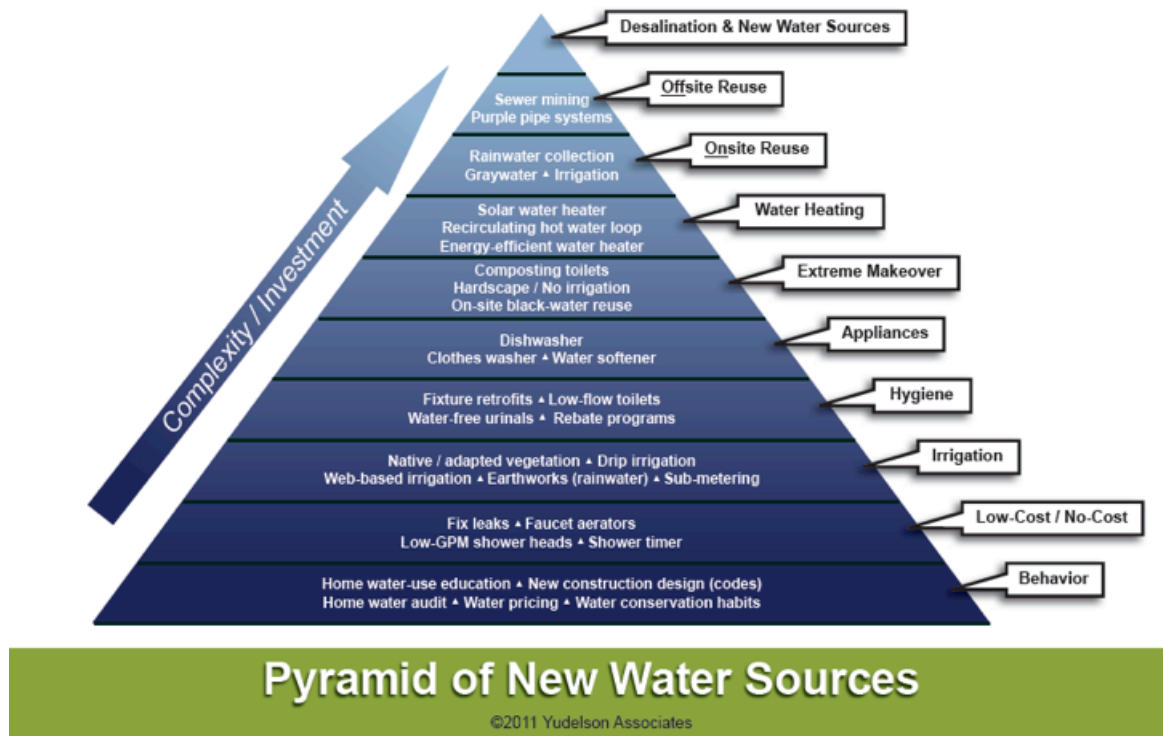 Desalination & New Water Sources
Offsite Reuse
Sewer mining
Purple pipe systems
Onsite Reuse
Rainwater collection
Graywater ▲ Irrigation
Water Heating
Solar water heater
Recirculating hot water loop
Energy-efficient water heater
Extreme Makeover
Composting toilets
Hardscape / No irrigation
On-site black-water reuse
Appliances
Dishwasher
Clothes washer ▲ Water softener
Hygiene
Fixture retrofits ▲ Low-flow toilets
Water-free urinals ▲ Rebate programs
Irrigation
Native / adapted vegetation ▲ Drip irrigation
Web-based irrigation ▲ Earthworks (rainwater) ▲ Sub-metering
Low-Cost / No-Cost
Fix leaks ▲ Faucet aerators
Low-GPM shower heads ▲ Shower timer
Behavior
Home water-use education ▲ New construction design (codes)
Home water audit ▲ Water pricing ▲ Water conservation habits
Complexity / Investment
Pyramid of New Water Sources
©2011 Yudelson Associates